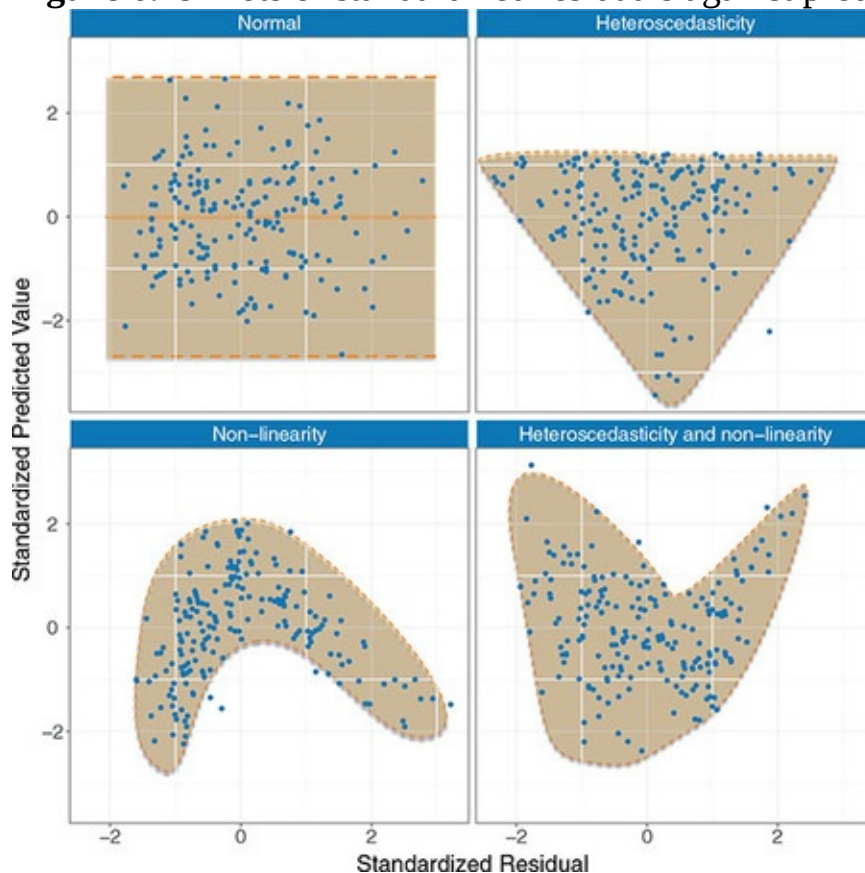 Normal
Heteroscedasticity
2
0
−2
Standardized Predicted Value
Non−linearity
Heteroscedasticity and non−linearity
2
0
−2
−2
0
2
−2
0
2
Standardized Residual